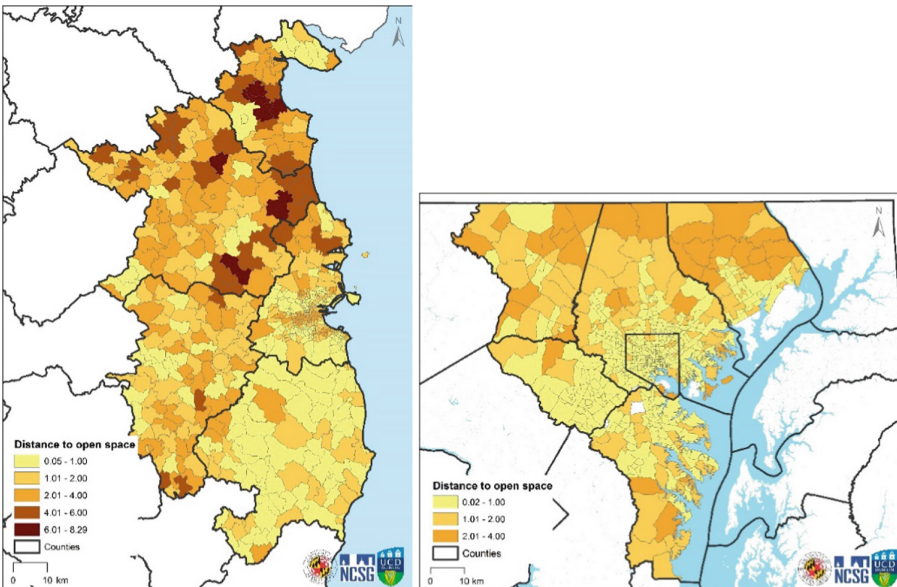 N
Distance to open space
0.05 - 1.00
1.01 - 2.00
2.01 - 4.00
4.01 - 6.00
6.01 - 8.29
Counties
0 10 km
NCSG
UCD
N
Distance to open space
0.02 - 1.00
1.01 - 2.00
2.01 - 4.00
Counties
0 10 km
NCSG
UCD